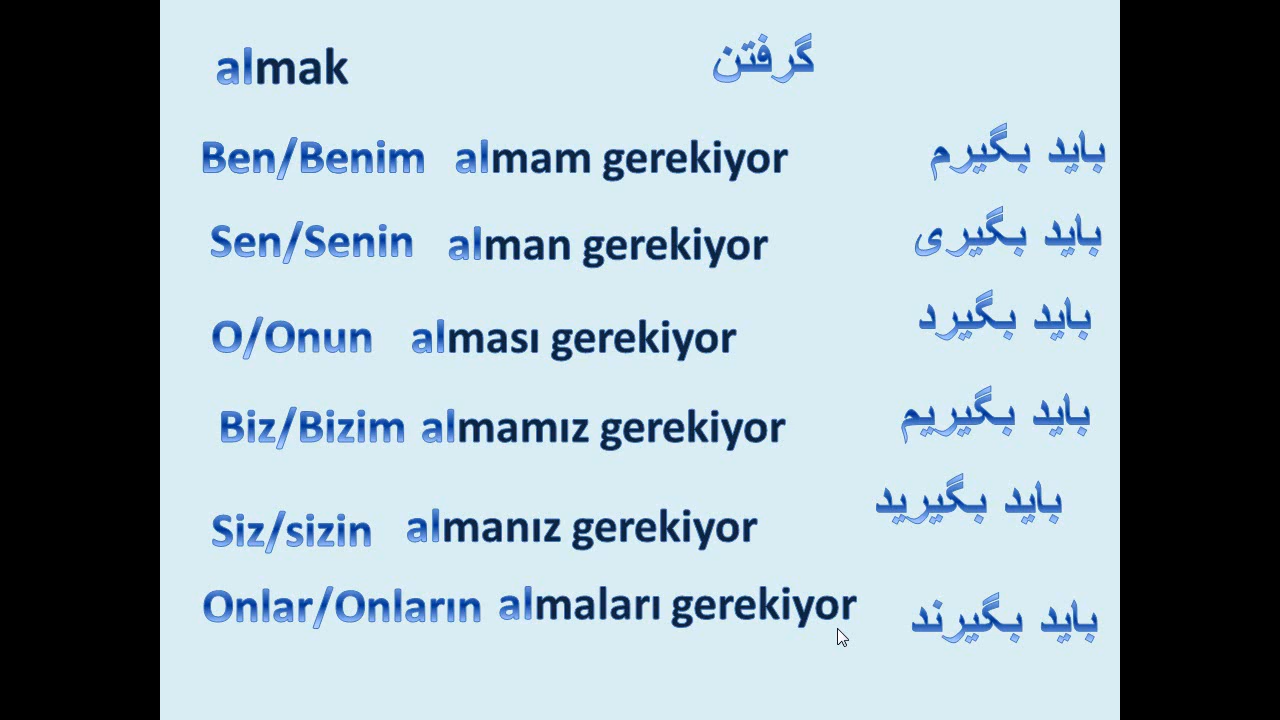 almak گرفتن
Ben/Benim almam gerekiyor باید بگیرم
Sen/Senin alman gerekiyor باید بگیری
O/Onun alması gerekiyor باید بگیرد
Biz/Bizim almamız gerekiyor باید بگیریم
Siz/sizin almanız gerekiyor باید بگیرید
Onlar/Onların almaları gerekiyor باید بگیرند